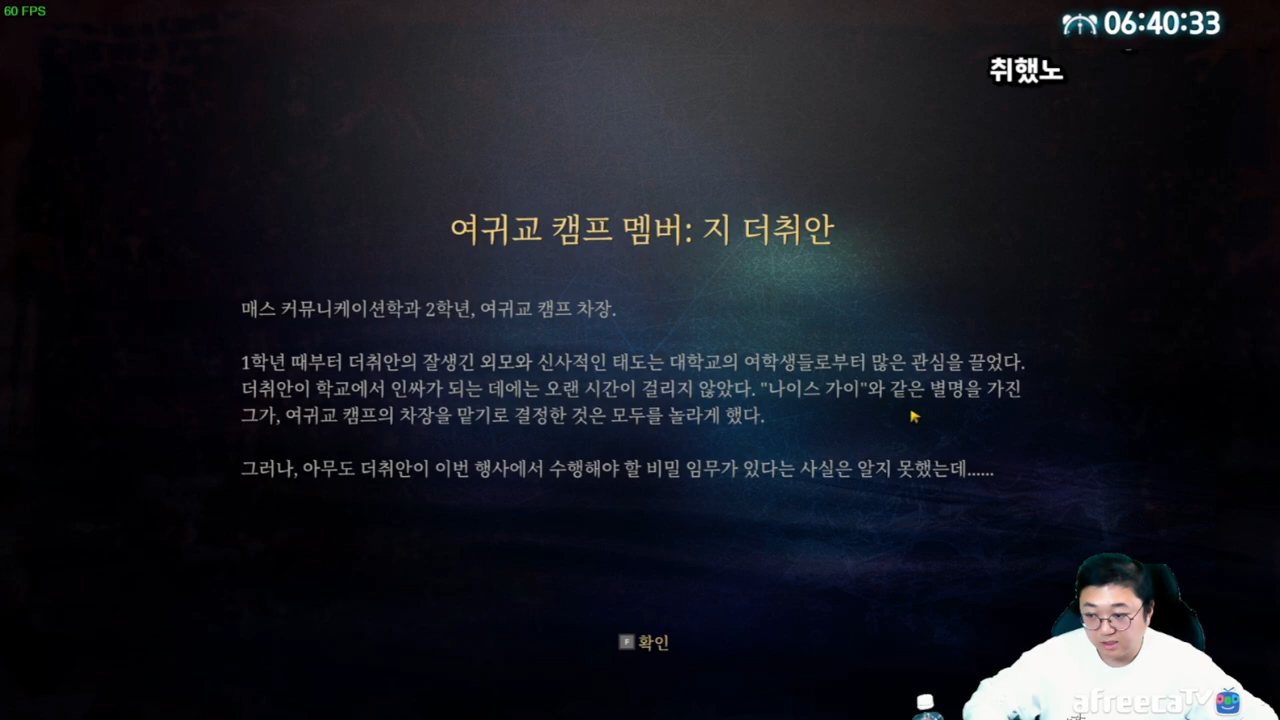 60 FPS
06:40:33
취했노
여귀교 캠프 멤버: 지 더취안
매스 커뮤니케이션학과 2학년, 여귀교 캠프 차장.
1학년 때부터 더취안의 잘생긴 외모와 신사적인 태도는 대학교의 여학생들로부터 많은 관심을 끌었다.
더취안이 학교에서 인싸가 되는 데에는 오랜 시간이 걸리지 않았다. "나이스 가이"와 같은 별명을 가진
그가, 여귀교 캠프의 차장을 맡기로 결정한 것은 모두를 놀라게 했다.
그러나, 아무도 더취안이 이번 행사에서 수행해야 할 비밀 임무가 있다는 사실은 알지 못했는데......
F 확인
afreecaTV